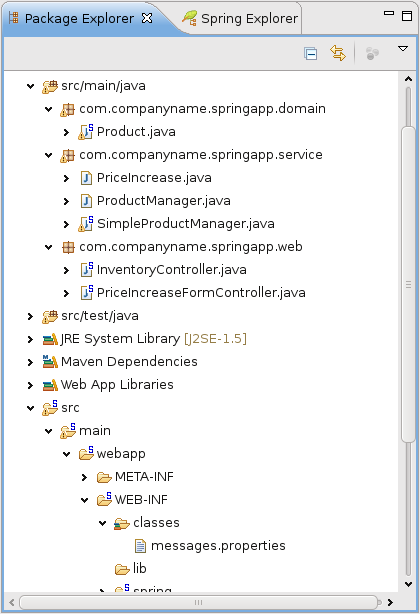 Package Explorer Spring Explorer
src/main/java
com.companyname.springapp.domain
Product.java
com.companyname.springapp.service
PriceIncrease.java
ProductManager.java
SimpleProductManager.java
com.companyname.springapp.web
InventoryController.java
PriceIncreaseFormController.java
src/test/java
JRE System Library [J2SE-1.5]
Maven Dependencies
Web App Libraries
src
main
webapp
META-INF
WEB-INF
classes
messages.properties
lib
spring